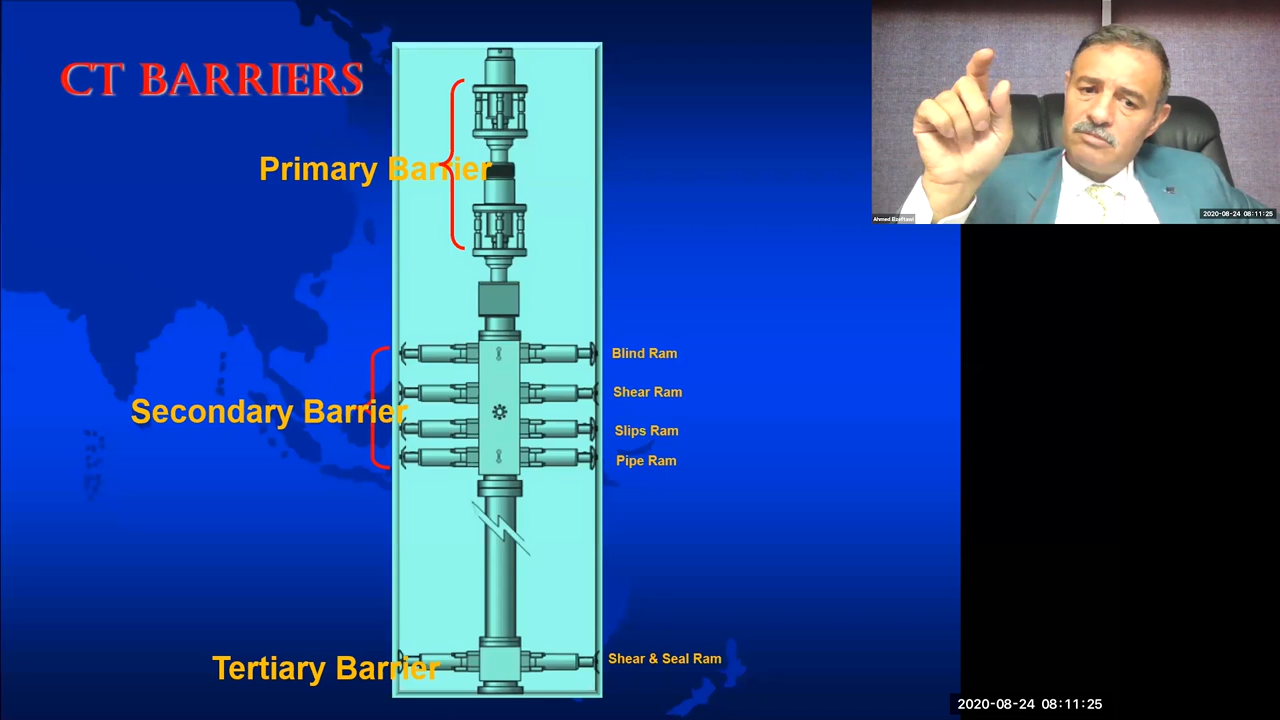 CT BARRIERS
Primary Barrier
Blind Ram
Shear Ram
Secondary Barrier
Slips Ram
Pipe Ram
Shear & Seal Ram
Tertiary Barrier
2020-08-24 08:11:25
2020-08-24 08:11:25